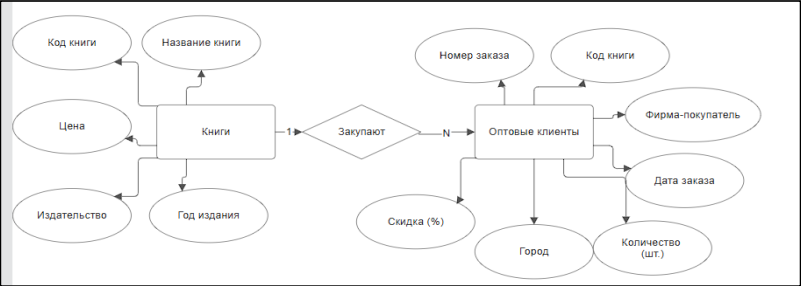 Код книги
Название книги
Номер заказа
Код книги
Цена
Книги
1
Закупают
N
Оптовые клиенты
Фирма-покупатель
Дата заказа
Издательство
Год издания
Скидка (%)
Город
Количество
(шт.)